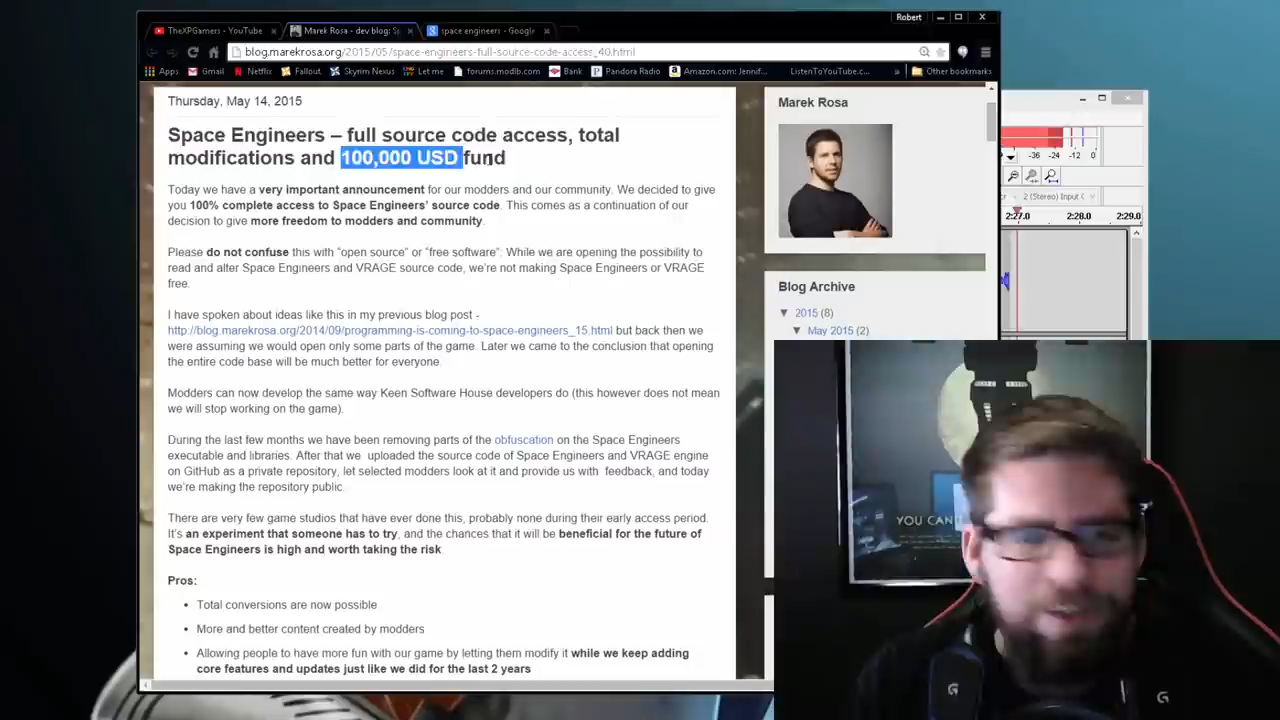 Robert
TheXPGamers - YouTube
Marek Rosa - dev blog: S
space engineers - Google
blog.marekrosa.org/2015/05/space-engineers-full-source-code-access_40.html
Apps
Gmail
Netflix
Fallout
Skyrim Nexus
Let me
forums.modlb.com
Bank
Pandora Radio
Amazon.com: Jennif...
ListenToYouTube.c...
»
Other bookmarks
Thursday, May 14, 2015
Space Engineers – full source code access, total
modifications and 100,000 USD fund
Today we have a very important announcement for our modders and our community. We decided to give
you 100% complete access to Space Engineers' source code. This comes as a continuation of our
decision to give more freedom to modders and community.
Please do not confuse this with “open source” or “free software”: While we are opening the possibility to
read and alter Space Engineers and VRAGE source code, we're not making Space Engineers or VRAGE
free.
I have spoken about ideas like this in my previous blog post -
http://blog.marekrosa.org/2014/09/programming-is-coming-to-space-engineers_15.html but back then we
were assuming we would open only some parts of the game. Later we came to the conclusion that opening
the entire code base will be much better for everyone.
Modders can now develop the same way Keen Software House developers do (this however does not mean
we will stop working on the game).
During the last few months we have been removing parts of the obfuscation on the Space Engineers
executable and libraries. After that we uploaded the source code of Space Engineers and VRAGE engine
on GitHub as a private repository, let selected modders look at it and provide us with feedback, and today
we're making the repository public.
There are very few game studios that have ever done this, probably none during their early access period.
It's an experiment that someone has to try, and the chances that it will be beneficial for the future of
Space Engineers is high and worth taking the risk.
Pros:
• Total conversions are now possible
• More and better content created by modders
• Allowing people to have more fun with our game by letting them modify it while we keep adding
core features and updates just like we did for the last 2 years
Marek Rosa
Blog Archive
▼ 2015 (8)
▼ May 2015 (2)
-36 -24 -12 0
2 (Stereo) Input C
2:27.0 2:28.0 2:29.0
YOU CAN
G
G